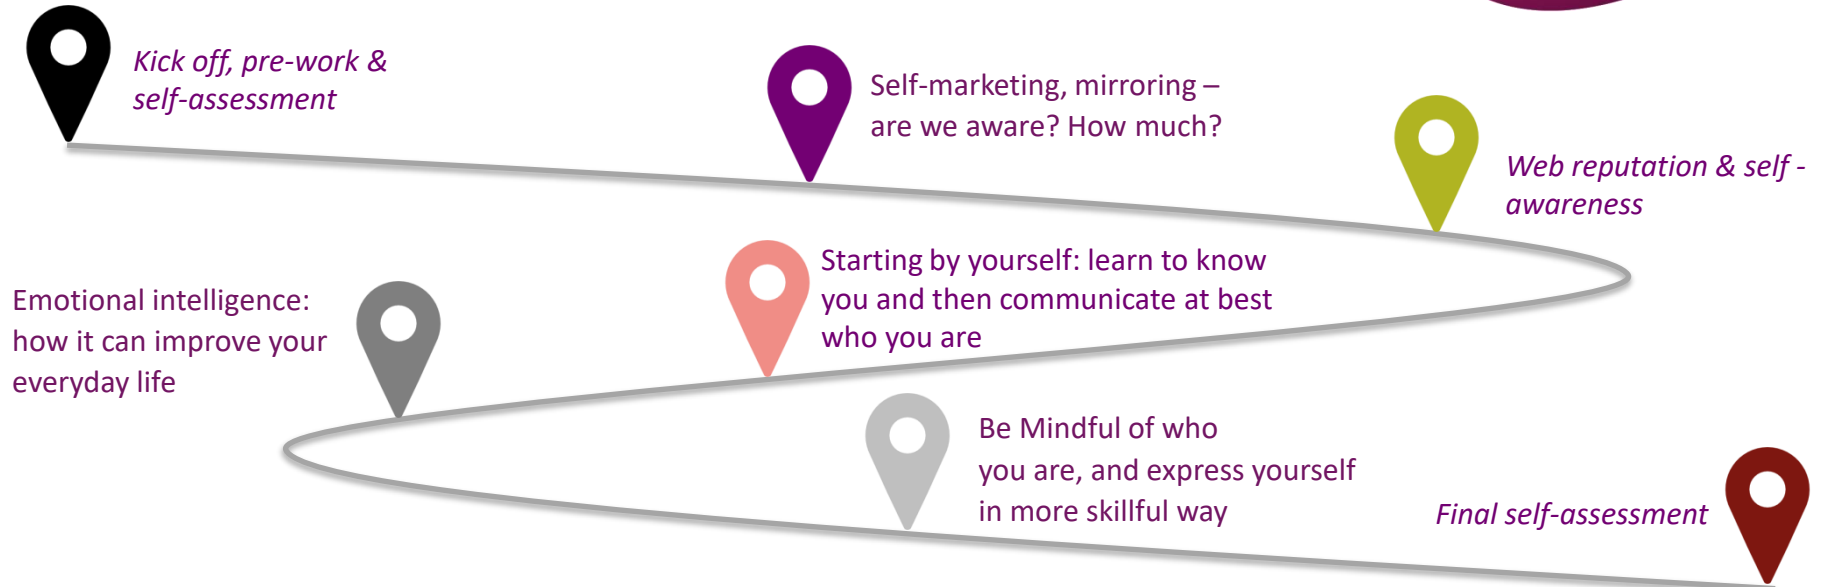 Kick off, pre-work &
self-assessment
Self-marketing, mirroring –
are we aware? How much?
Web reputation & self -
awareness
Starting by yourself: learn to know
you and then communicate at best
who you are
Emotional intelligence:
how it can improve your
everyday life
Be Mindful of who
you are, and express yourself
in more skillful way
Final self-assessment